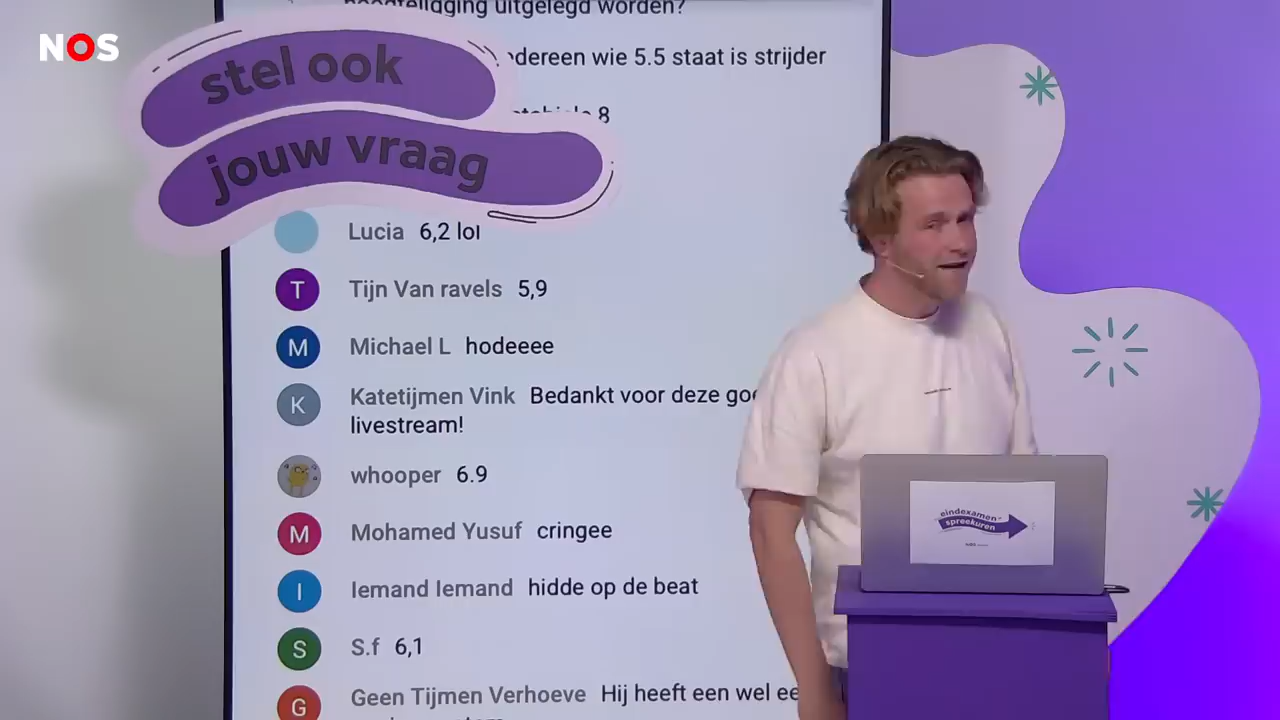 NOS
uitgelegd worden?
stel ook
wie 5.5 staat is strijder
8
jouw vraag
Lucia 6,2 lol
T Tijn Van ravels 5,9
M Michael L hodeeee
K Katetijmen Vink Bedankt voor deze
livestream!
whooper 6.9
M Mohamed Yusuf cringee
I Iemand Iemand hidde op de beat
S S.f 6,1
G Geen Tijmen Verhoeve Hij heeft een wel
eindexamen-
spreekuren